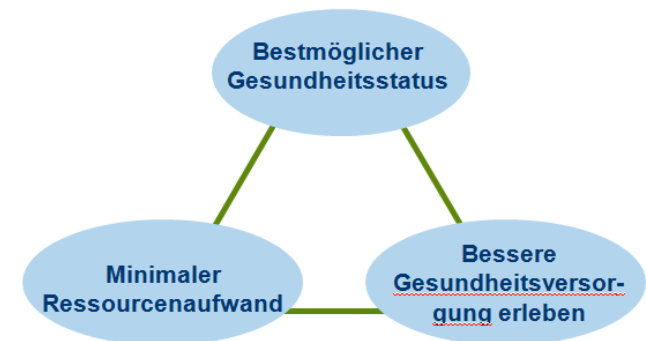 Bestmöglicher
Gesundheitsstatus
Minimaler
Ressourcenaufwand
Bessere
Gesundheitsversor-
gung erleben